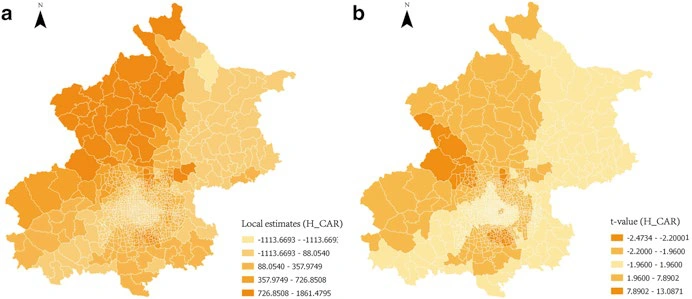 a
N
Local estimates (H_CAR)
-1113.6693 - -1113.669
-1113.6693 - 88.0540
88.0540 - 357.9749
357.9749 - 726.8508
726.8508 - 1861.4795
b
N
t-value (H_CAR)
-2.4734 - -2.20001
-2.2000 - -1.9600
-1.9600 - 1.9600
1.9600 - 7.8902
7.8902 - 13.0871